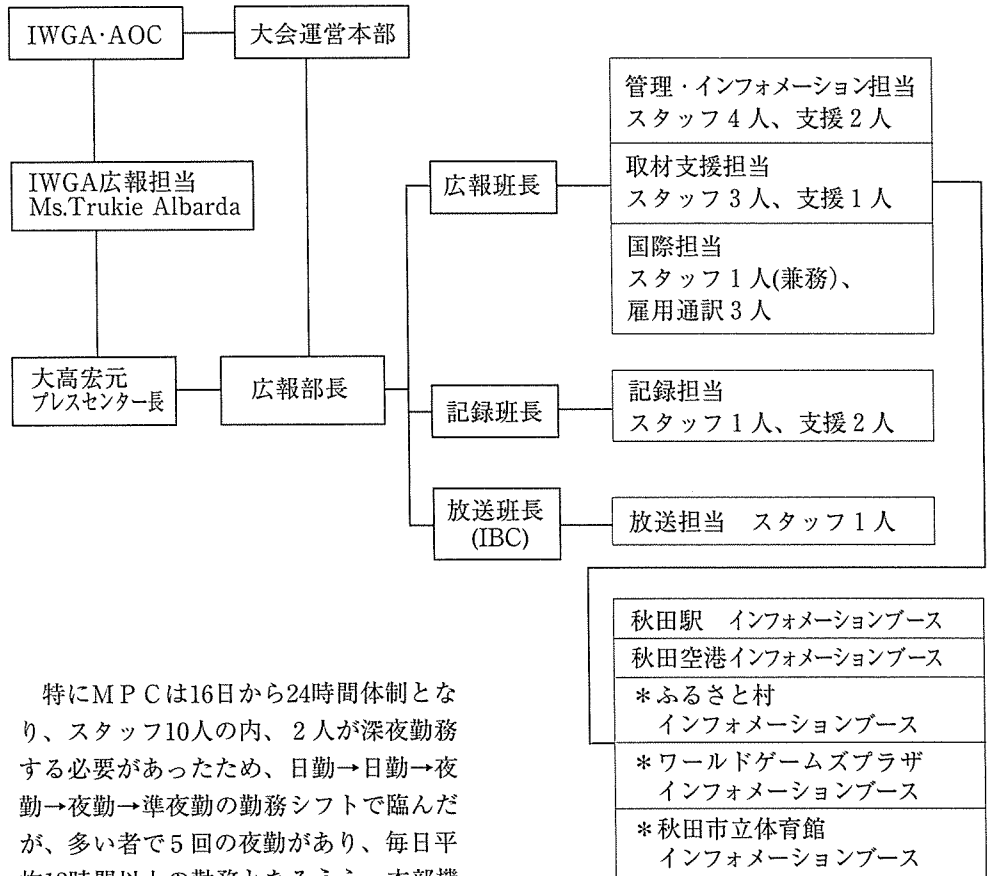 IWGA·AOC
大会運営本部
IWGA広報担当
Ms.Trukie Albarda
大高宏元
プレスセンター長
広報部長
広報班長
管理・インフォメーション担当
スタッフ4人、支援2人
取材支援担当
スタッフ3人、支援1人
国際担当
スタッフ1人(兼務)、
雇用通訳3人
記録班長
記録担当
スタッフ1人、支援2人
放送班長
(IBC)
放送担当　スタッフ1人
秋田駅　インフォメーションブース
秋田空港インフォメーションブース
＊ふるさと村
インフォメーションブース
＊ワールドゲームズプラザ
インフォメーションブース
＊秋田市立体育館
インフォメーションブース
特にＭＰＣは16日から24時間体制とな
り、スタッフ10人の内、２人が深夜勤務
する必要があったため、日勤→日勤→夜
勤→夜勤→準夜勤の勤務シフトで臨んだ
が、多い者で5回の夜勤があり、毎日平